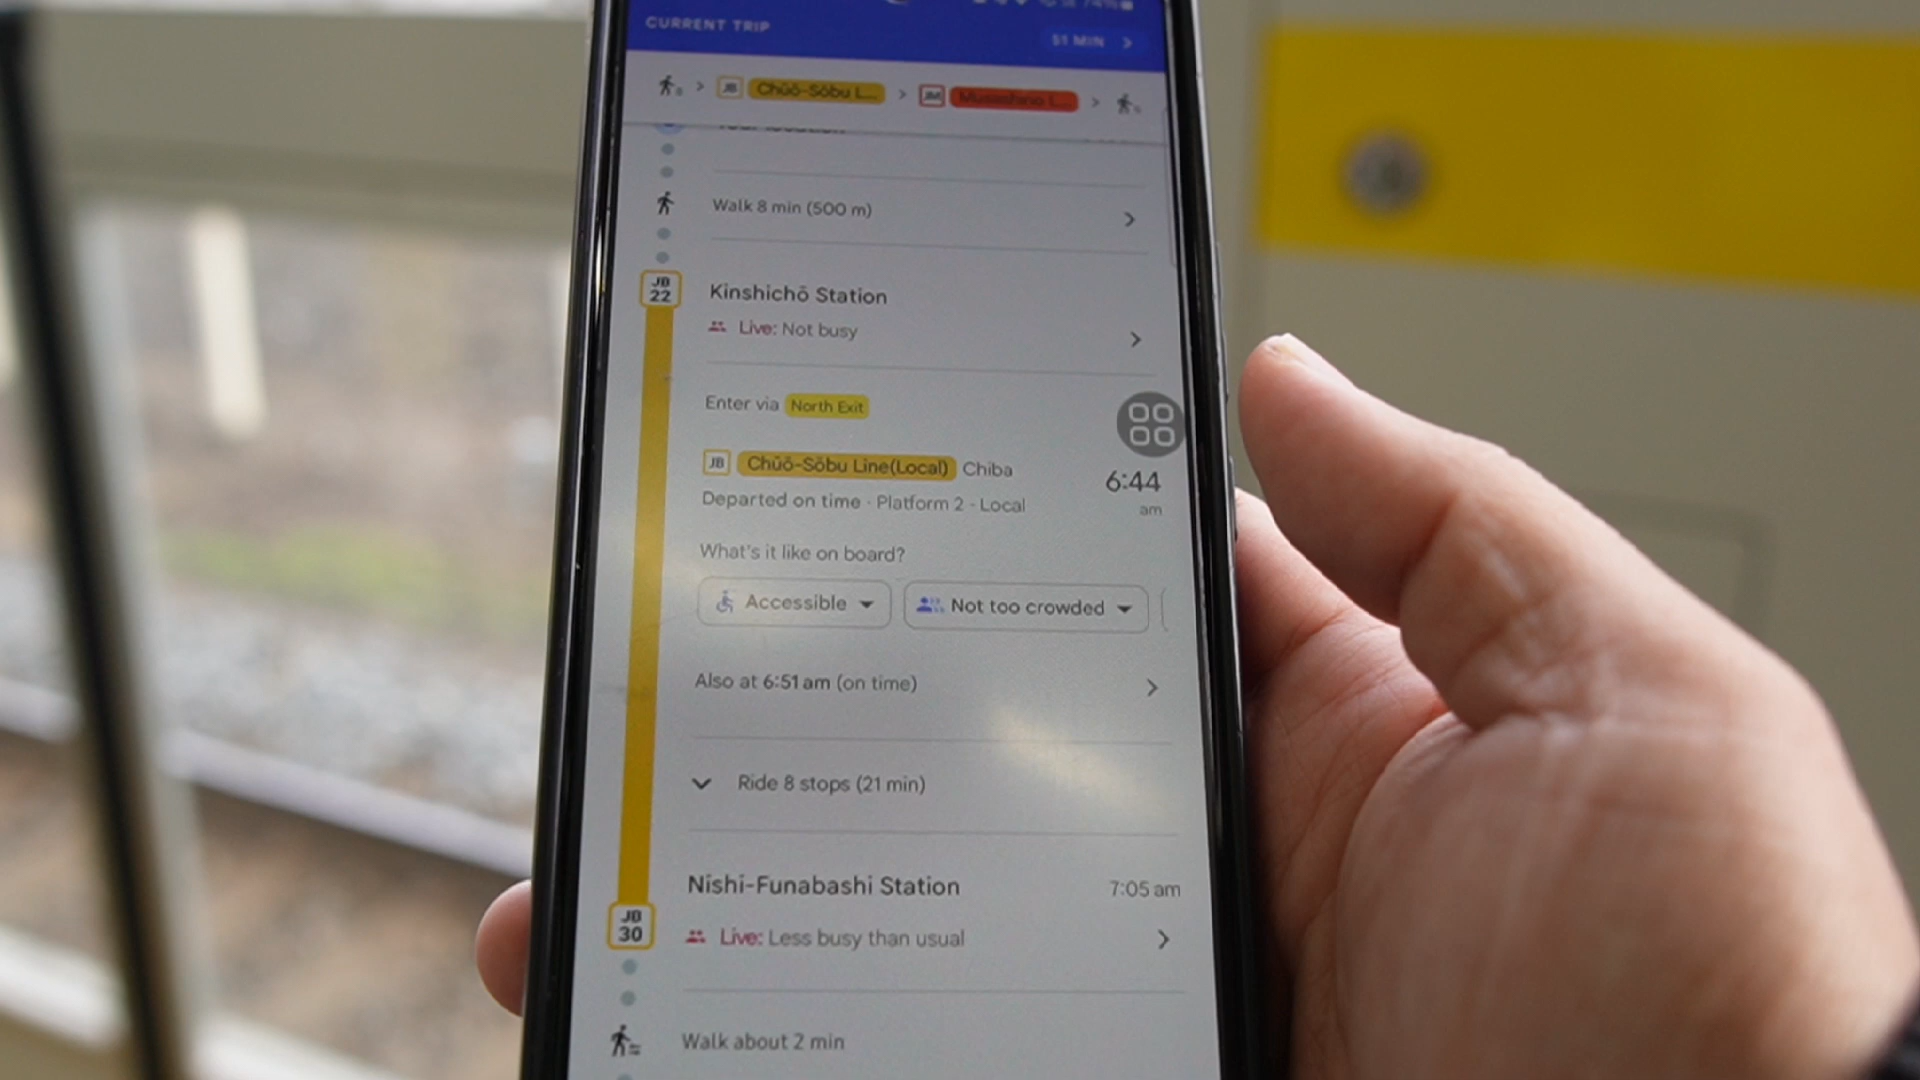 CURRENT TRIP
51 MIN
JB Chūō-Sōbu L... JM Musashino L...
Walk 8 min (500 m)
JB 22
Kinshichō Station
Live: Not busy
Enter via North Exit
JB Chūō-Sōbu Line(Local) Chiba
6:44 am
Departed on time · Platform 2 - Local
What's it like on board?
Accessible
Not too crowded
Also at 6:51 am (on time)
Ride 8 stops (21 min)
Nishi-Funabashi Station
7:05 am
JB 30
Live: Less busy than usual
Walk about 2 min